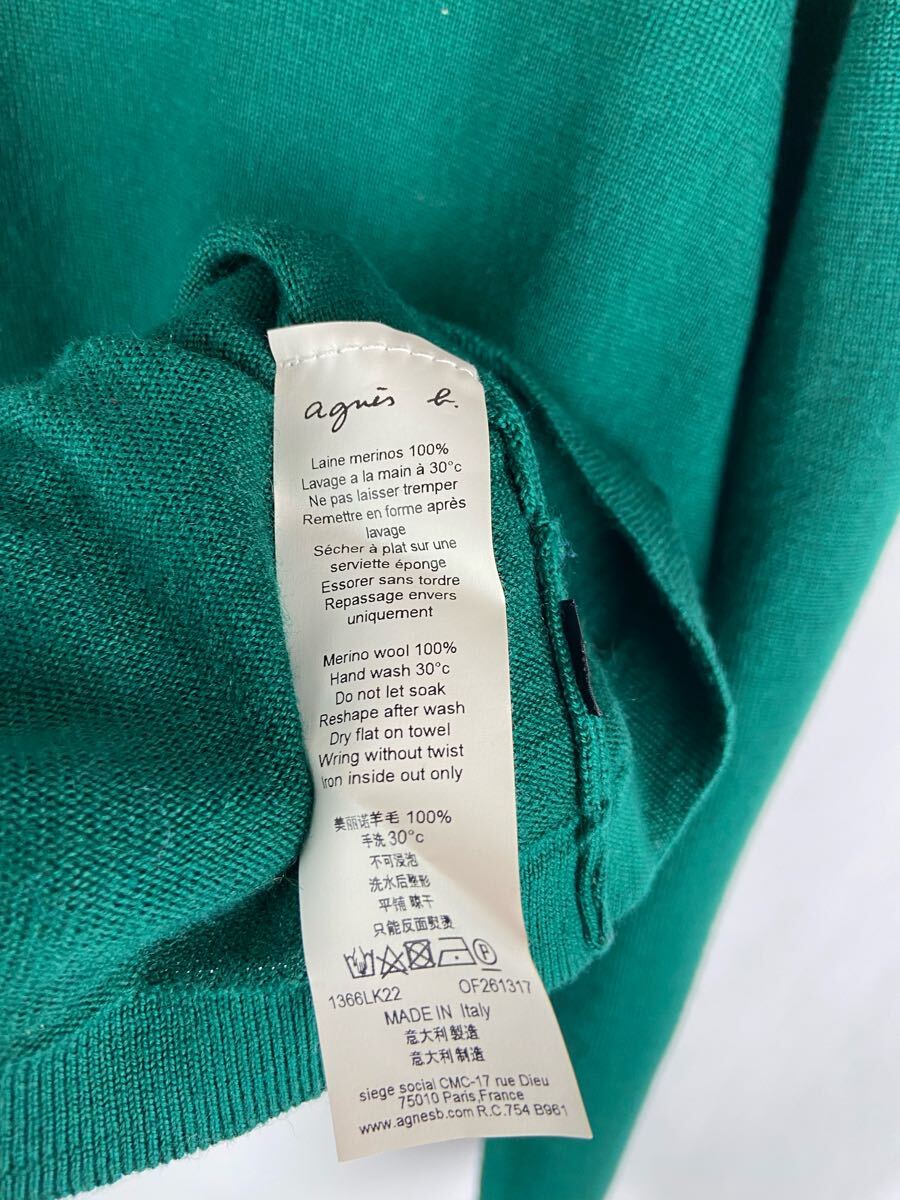 agnès b.
Laine merinos 100%
Lavage a la main à 30°c
Ne pas laisser tremper
Remettre en forme après
lavage
Sécher à plat sur une
serviette éponge
Essorer sans tordre
Repassage envers
uniquement
Merino wool 100%
Hand wash 30°c
Do not let soak
Reshape after wash
Dry flat on towel
Wring without twist
Iron inside out only
美丽诺羊毛 100%
手洗 30°c
不可浸泡
洗水后整形
平铺晾干
只能反面熨烫
P
1366LK22 OF261317
MADE IN Italy
意大利製造
意大利制造
siege social CMC-17 rue Dieu
75010 Paris,France
www.agnesb.com R.C.754 B961